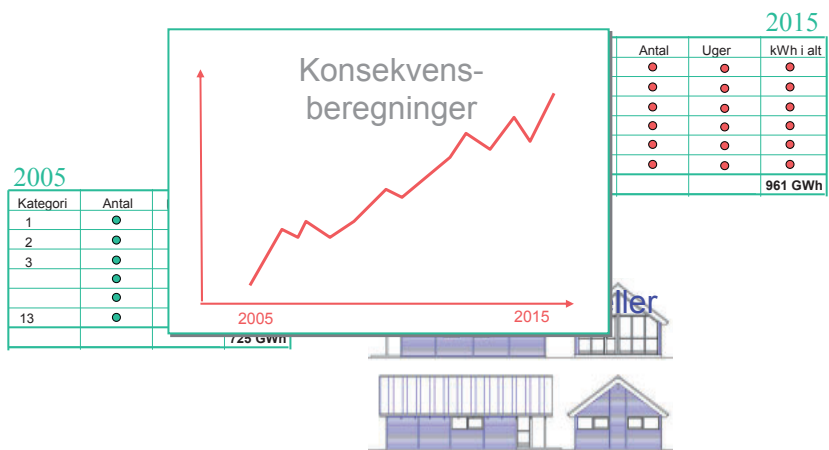 2015
Antal Uger kWh i alt
961 GWh
Konsekvens-
beregninger
2005 2015
2005
Kategori Antal
1
2
3
13
725 GWh